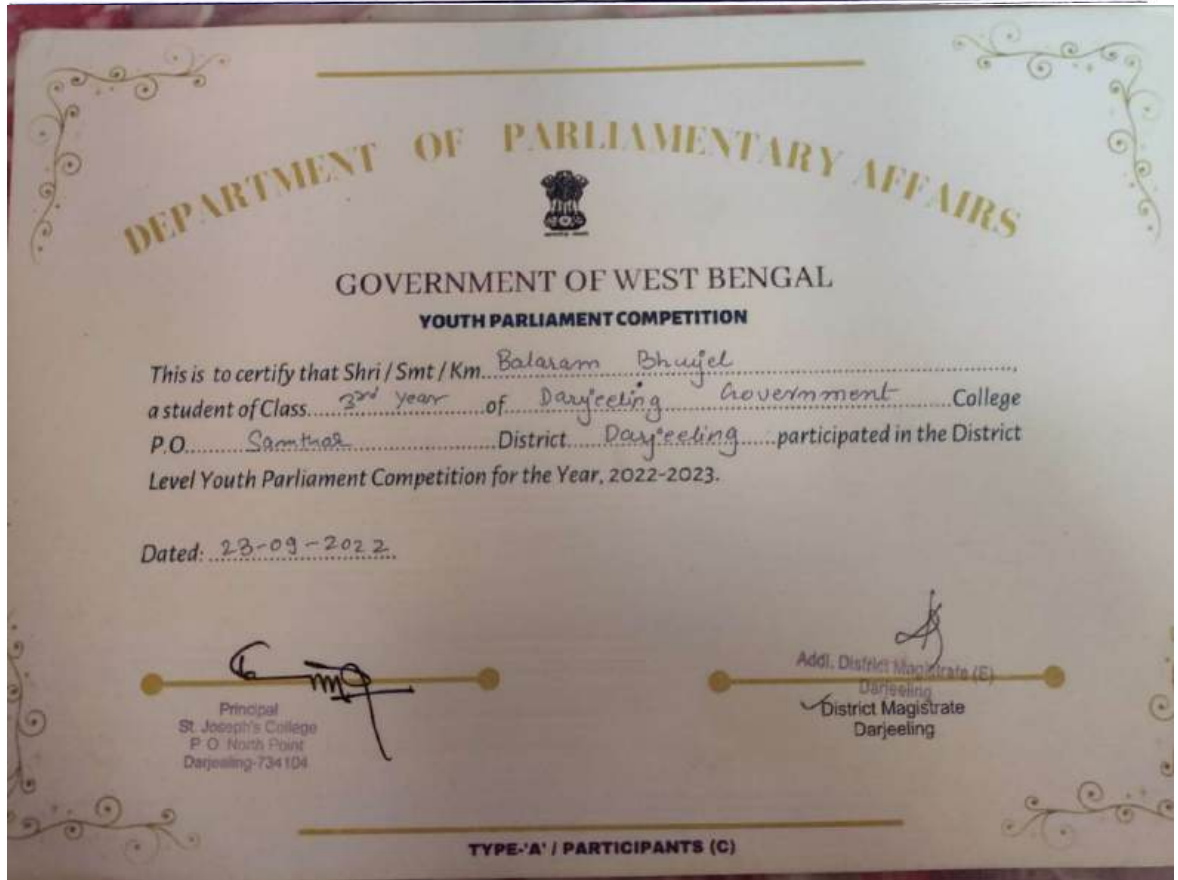 DEPARTMENT OF PARLIAMENTARY AFFAIRS
GOVERNMENT OF WEST BENGAL
YOUTH PARLIAMENT COMPETITION
This is to certify that Shri / Smt / Km. Balaram Bhujel,
a student of Class 3rd year of Darjeeling Government College
P.O. Samthar District Darjeeling participated in the District
Level Youth Parliament Competition for the Year, 2022-2023.
Dated: 23-09-2022
Principal
St. Joseph's College
P.O. North Point
Darjeeling-734104
Addl. District Magistrate (E)
Darjeeling
District Magistrate
Darjeeling
TYPE-'A' / PARTICIPANTS (C)